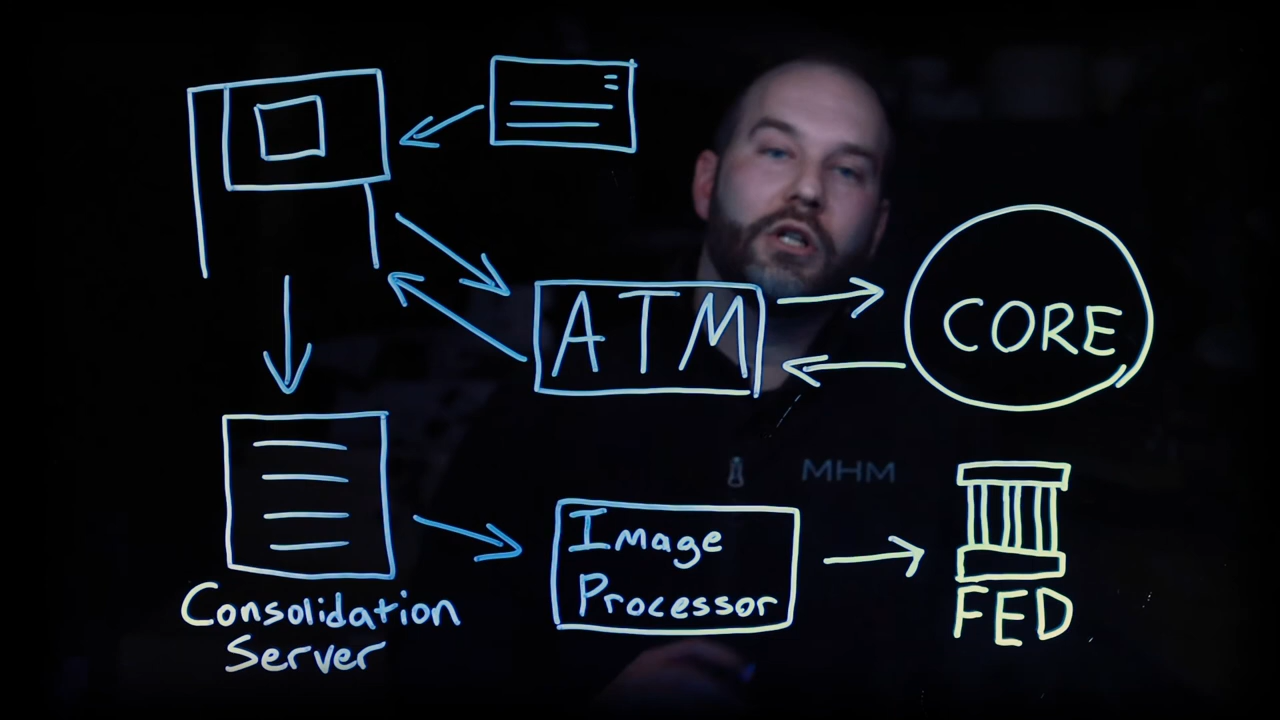 ATM
CORE
MHM
Image
Processor
Consolidation
Server
FED